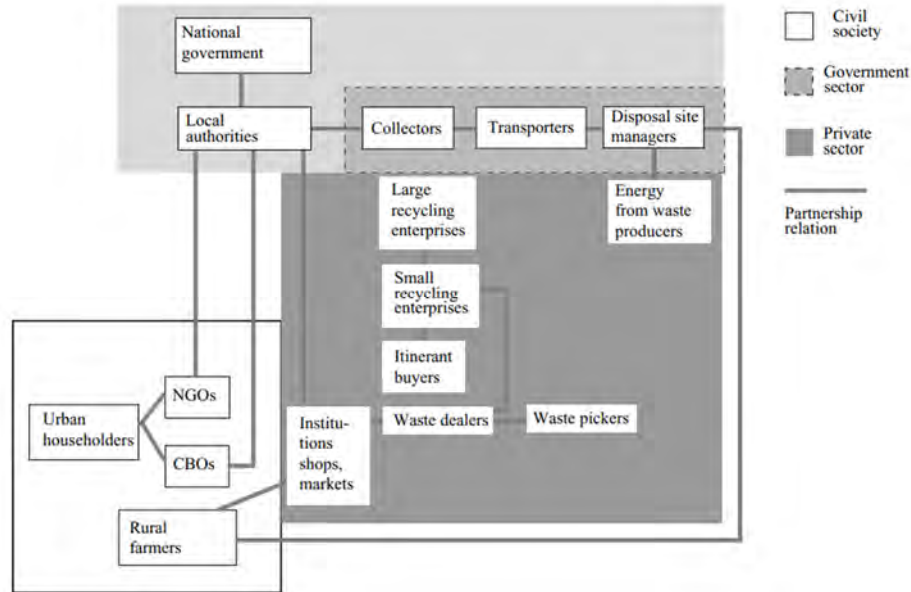 National
government
Local
authorities
Collectors
Transporters
Disposal site
managers
Large
recycling
enterprises
Energy
from waste
producers
Small
recycling
enterprises
Itinerant
buyers
Waste dealers
Waste pickers
Institu-
tions
shops,
markets
NGOs
Urban
householders
CBOs
Rural
farmers
Civil
society
Government
sector
Private
sector
Partnership
relation